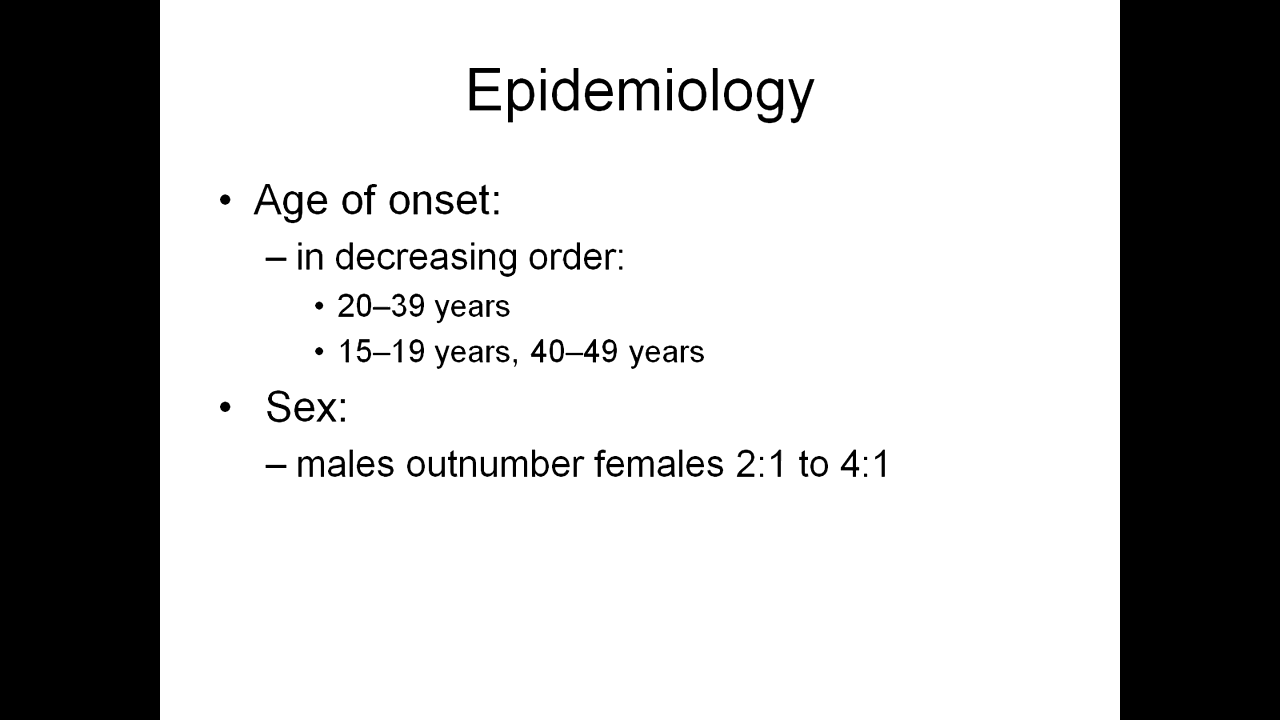 Epidemiology
• Age of onset:
– in decreasing order:
• 20–39 years
• 15–19 years, 40–49 years
• Sex:
– males outnumber females 2:1 to 4:1